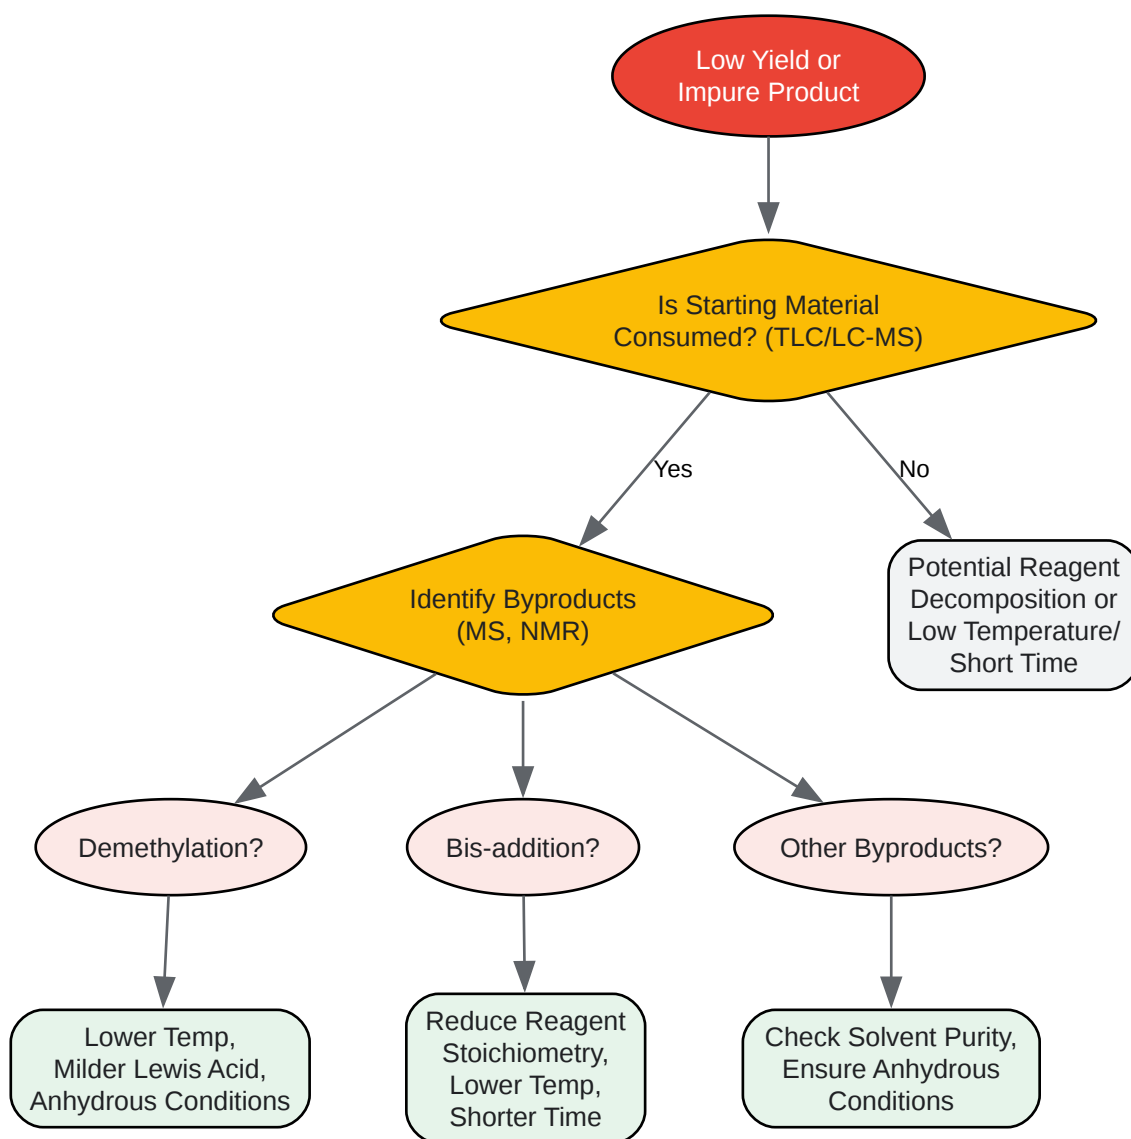 Low Yield or
Impure Product
Is Starting Material
Consumed? (TLC/LC-MS)
Yes
No
Identify Byproducts
(MS, NMR)
Potential Reagent
Decomposition or
Low Temperature/
Short Time
Demethylation?
Bis-addition?
Other Byproducts?
Lower Temp,
Milder Lewis Acid,
Anhydrous Conditions
Reduce Reagent
Stoichiometry,
Lower Temp,
Shorter Time
Check Solvent Purity,
Ensure Anhydrous
Conditions